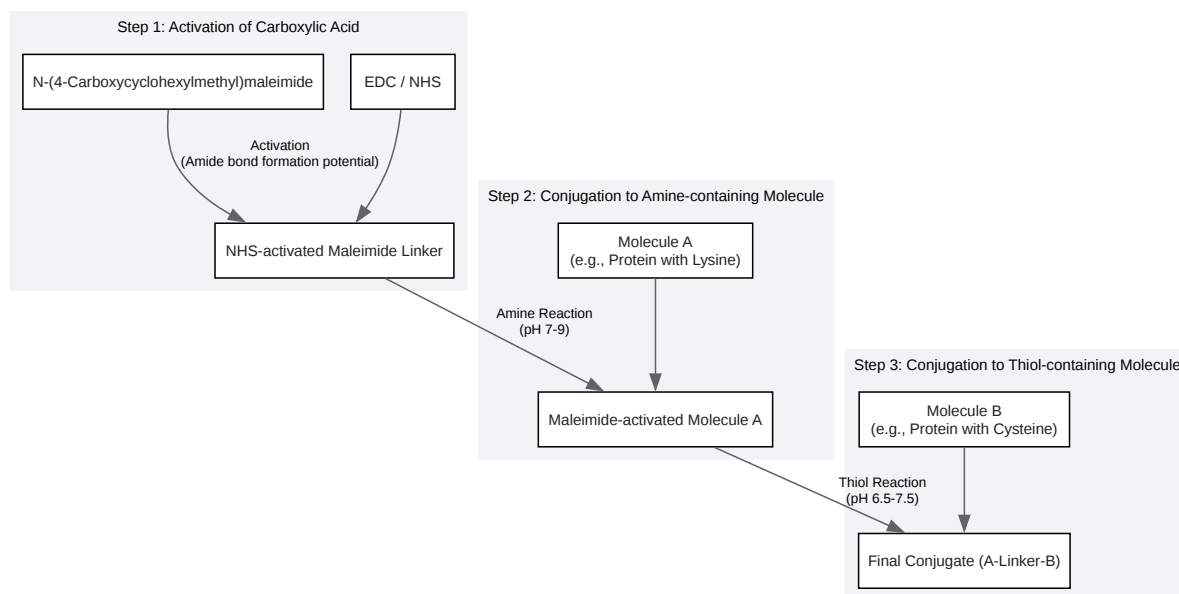 Step 1: Activation of Carboxylic Acid
N-(4-Carboxycyclohexylmethyl)maleimide
EDC / NHS
Activation
(Amide bond formation potential)
NHS-activated Maleimide Linker
Step 2: Conjugation to Amine-containing Molecule
Molecule A
(e.g., Protein with Lysine)
Amine Reaction
(pH 7-9)
Maleimide-activated Molecule A
Step 3: Conjugation to Thiol-containing Molecule
Molecule B
(e.g., Protein with Cysteine)
Thiol Reaction
(pH 6.5-7.5)
Final Conjugate (A-Linker-B)